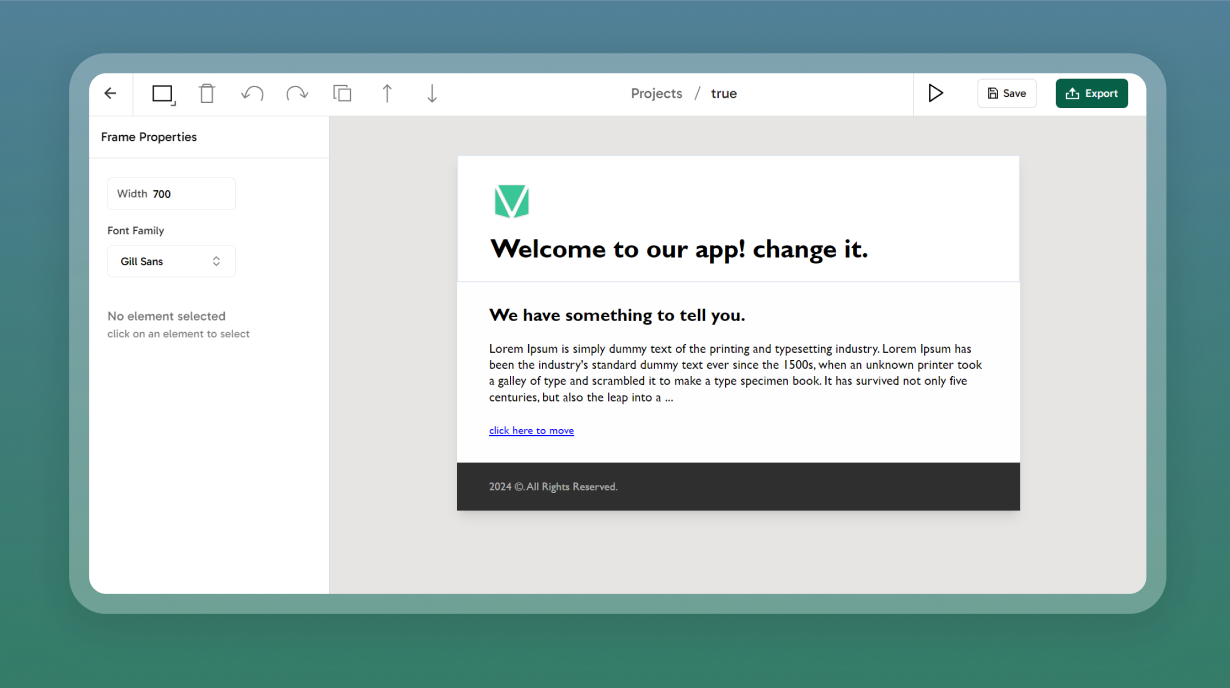 Projects / true
Save
Export
Frame Properties
Width 700
Font Family
Gill Sans
No element selected
click on an element to select
Welcome to our app! change it.
We have something to tell you.
Lorem Ipsum is simply dummy text of the printing and typesetting industry. Lorem Ipsum has
been the industry's standard dummy text ever since the 1500s, when an unknown printer took
a galley of type and scrambled it to make a type specimen book. It has survived not only five
centuries, but also the leap into a ...
click here to move
2024 ©. All Rights Reserved.